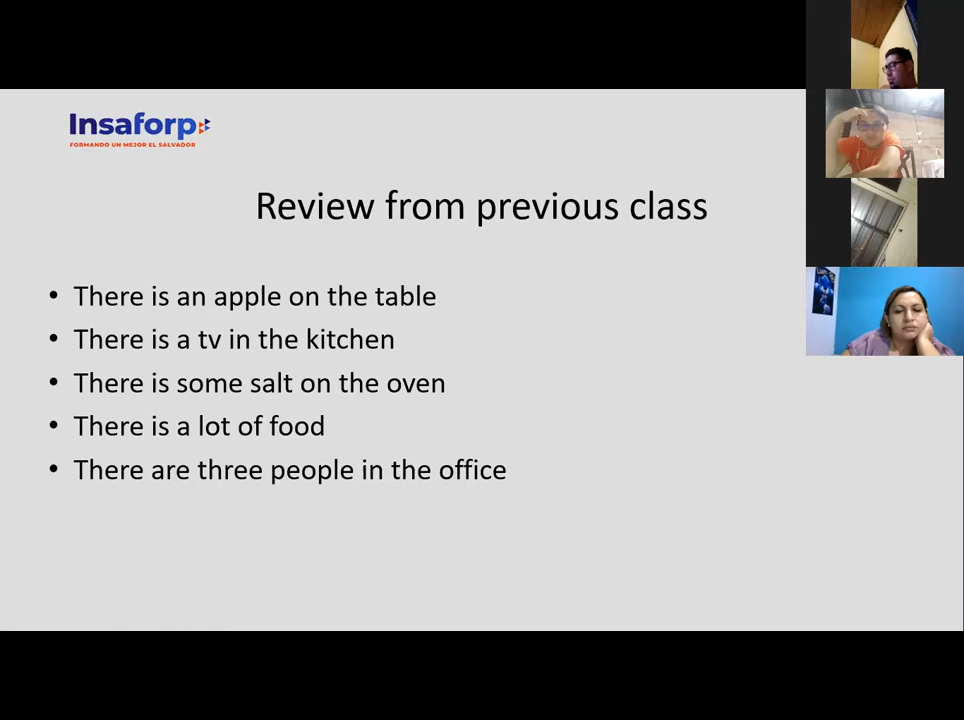 Insaforp
FORMANDO UN MEJOR EL SALVADOR
Review from previous class
• There is an apple on the table
• There is a tv in the kitchen
• There is some salt on the oven
• There is a lot of food
• There are three people in the office